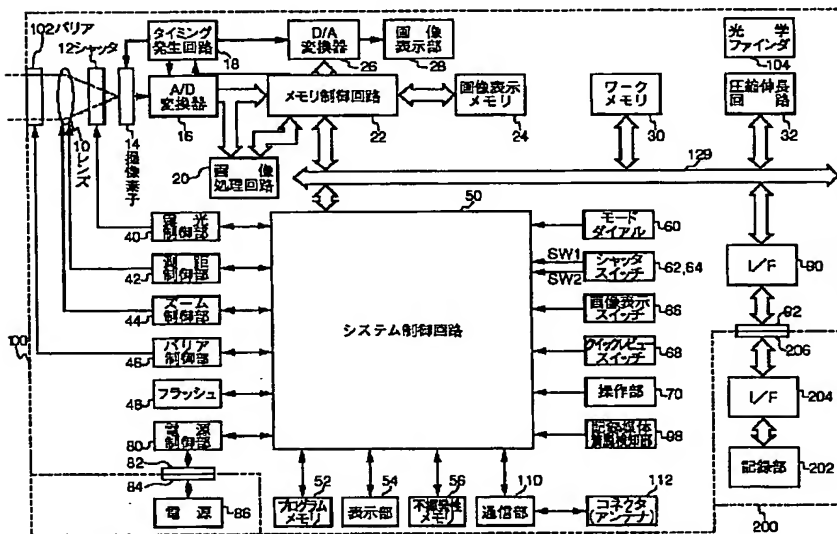 102バリア
12シャッタ
タイミング
発生回路
18
D/A
変換器
26
画像
表示部
28
光学
ファインダ
104
A/D
変換器
16
メモリ制御回路
22
画像表示
メモリ
24
ワーク
メモリ
30
圧縮伸長
回路
32
10レンズ
14撮像素子
20
画像
処理回路
129
50
システム制御回路
露光
制御部
40
測距
制御部
42
ズーム
制御部
44
バリア
制御部
46
フラッシュ
48
電源
制御部
80
82
84
電源
86
100
モード
ダイアル
60
SW1
SW2
シャッタ
スイッチ
62,64
画像表示
スイッチ
66
クイックレビュー
スイッチ
68
操作部
70
記録媒体
着脱検知部
98
I/F
90
92
206
I/F
204
記録部
202
200
52
プログラム
メモリ
54
表示部
56
不揮発性
メモリ
110
通信部
112
コネクタ
(アンテナ)